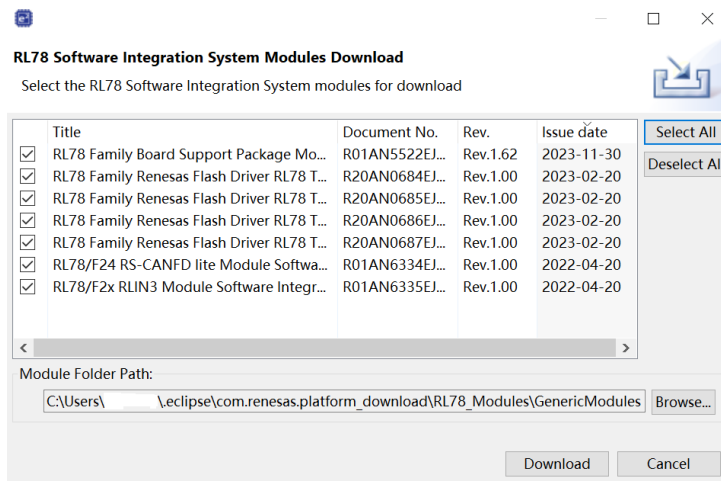 RL78 Software Integration System Modules Download
Select the RL78 Software Integration System modules for download
Title Document No. Rev. Issue date
RL78 Family Board Support Package Mo... R01AN5522EJ... Rev.1.62 2023-11-30
RL78 Family Renesas Flash Driver RL78 T... R20AN0684EJ... Rev.1.00 2023-02-20
RL78 Family Renesas Flash Driver RL78 T... R20AN0685EJ... Rev.1.00 2023-02-20
RL78 Family Renesas Flash Driver RL78 T... R20AN0686EJ... Rev.1.00 2023-02-20
RL78 Family Renesas Flash Driver RL78 T... R20AN0687EJ... Rev.1.00 2023-02-20
RL78/F24 RS-CANFD lite Module Softwa... R01AN6334EJ... Rev.1.00 2022-04-20
RL78/F2x RLIN3 Module Software Integr... R01AN6335EJ... Rev.1.00 2022-04-20
Select All
Deselect All
Module Folder Path:
C:\Users\ \.eclipse\com.renesas.platform_download\RL78_Modules\GenericModules
Browse...
Download Cancel